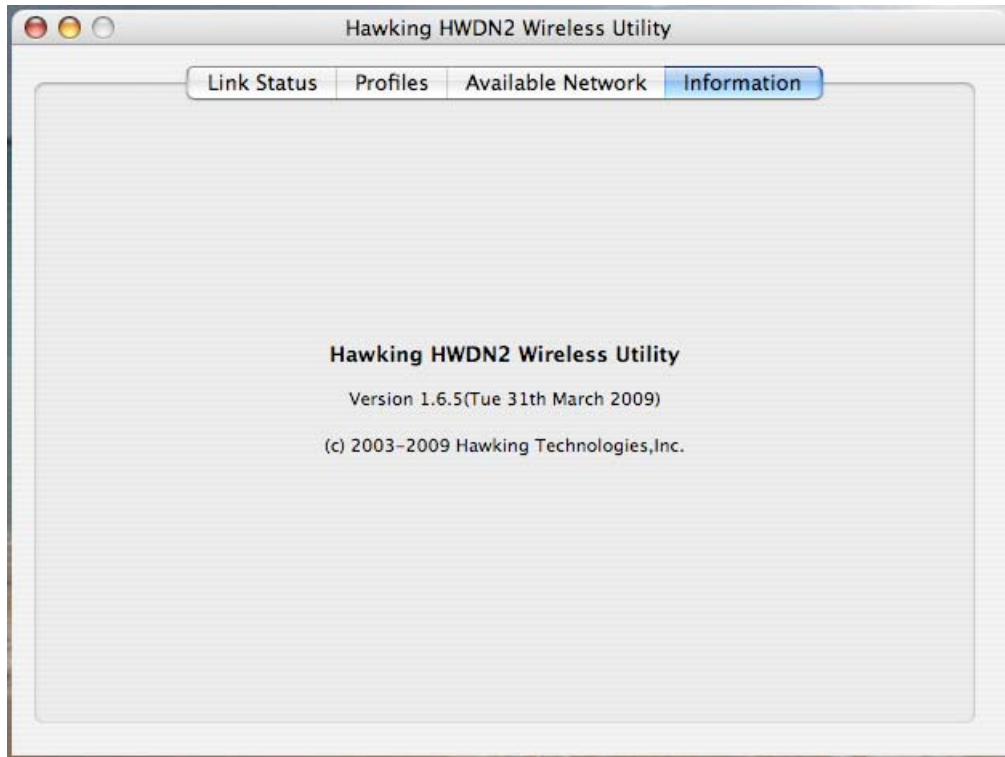 Hawking HWDN2 Wireless Utility
Link Status Profiles Available Network Information
Hawking HWDN2 Wireless Utility
Version 1.6.5(Tue 31th March 2009)
(c) 2003-2009 Hawking Technologies,Inc.